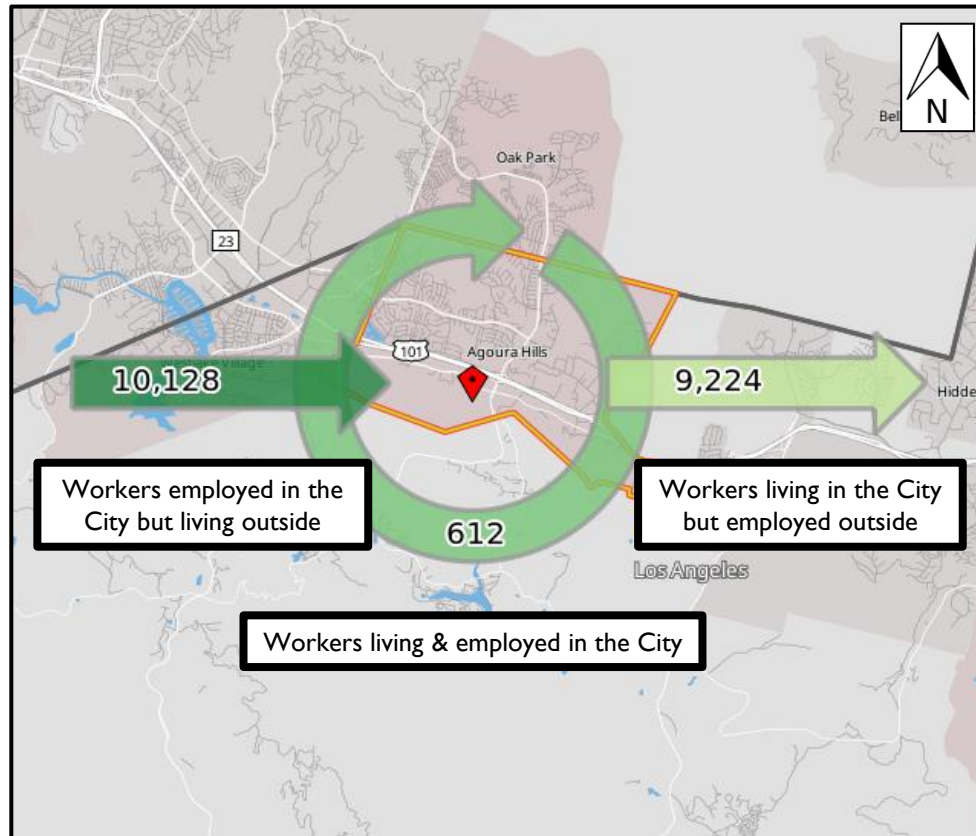 N
Oak Park
23
Agoura Hills
101
10,128
9,224
Workers employed in the
City but living outside
Workers living in the City
but employed outside
612
Los Angeles
Workers living & employed in the City